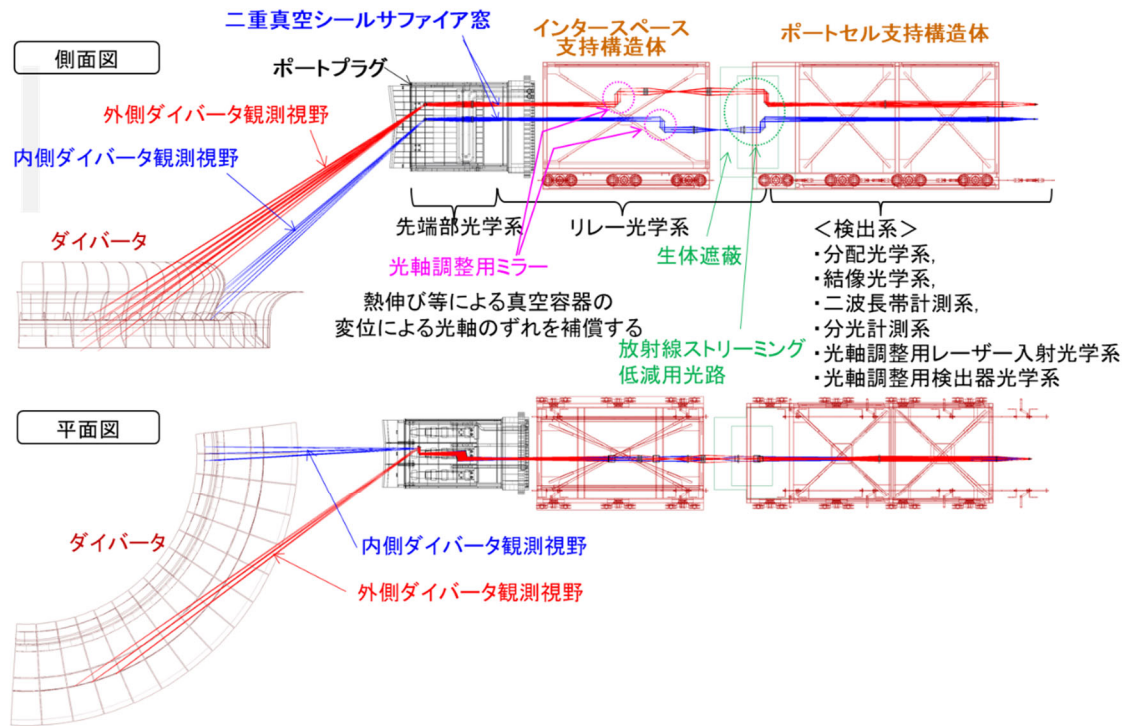 側面図
二重真空シールサファイア窓
インタースペース
支持構造体
ポートセル支持構造体
ポートプラグ
外側ダイバータ観測視野
内側ダイバータ観測視野
ダイバータ
先端部光学系
リレー光学系
光軸調整用ミラー
熱伸び等による真空容器の
変位による光軸のずれを補償する
生体遮蔽
放射線ストリーミング
低減用光路
＜検出系＞
・分配光学系,
・結像光学系,
・二波長帯計測系,
・分光計測系
・光軸調整用レーザー入射光学系
・光軸調整用検出器光学系
平面図
ダイバータ
内側ダイバータ観測視野
外側ダイバータ観測視野